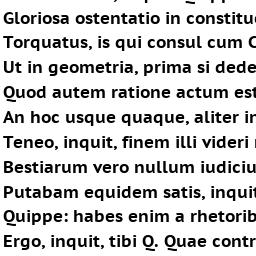 Gloriosa ostentatio in constitue
Torquatus, is qui consul cum C
Ut in geometria, prima si dede
Quod autem ratione actum est
An hoc usque quaque, aliter in
Teneo, inquit, finem illi videri
Bestiarum vero nullum iudiciu
Putabam equidem satis, inquit
Quippe: habes enim a rhetorib
Ergo, inquit, tibi Q. Quae contr